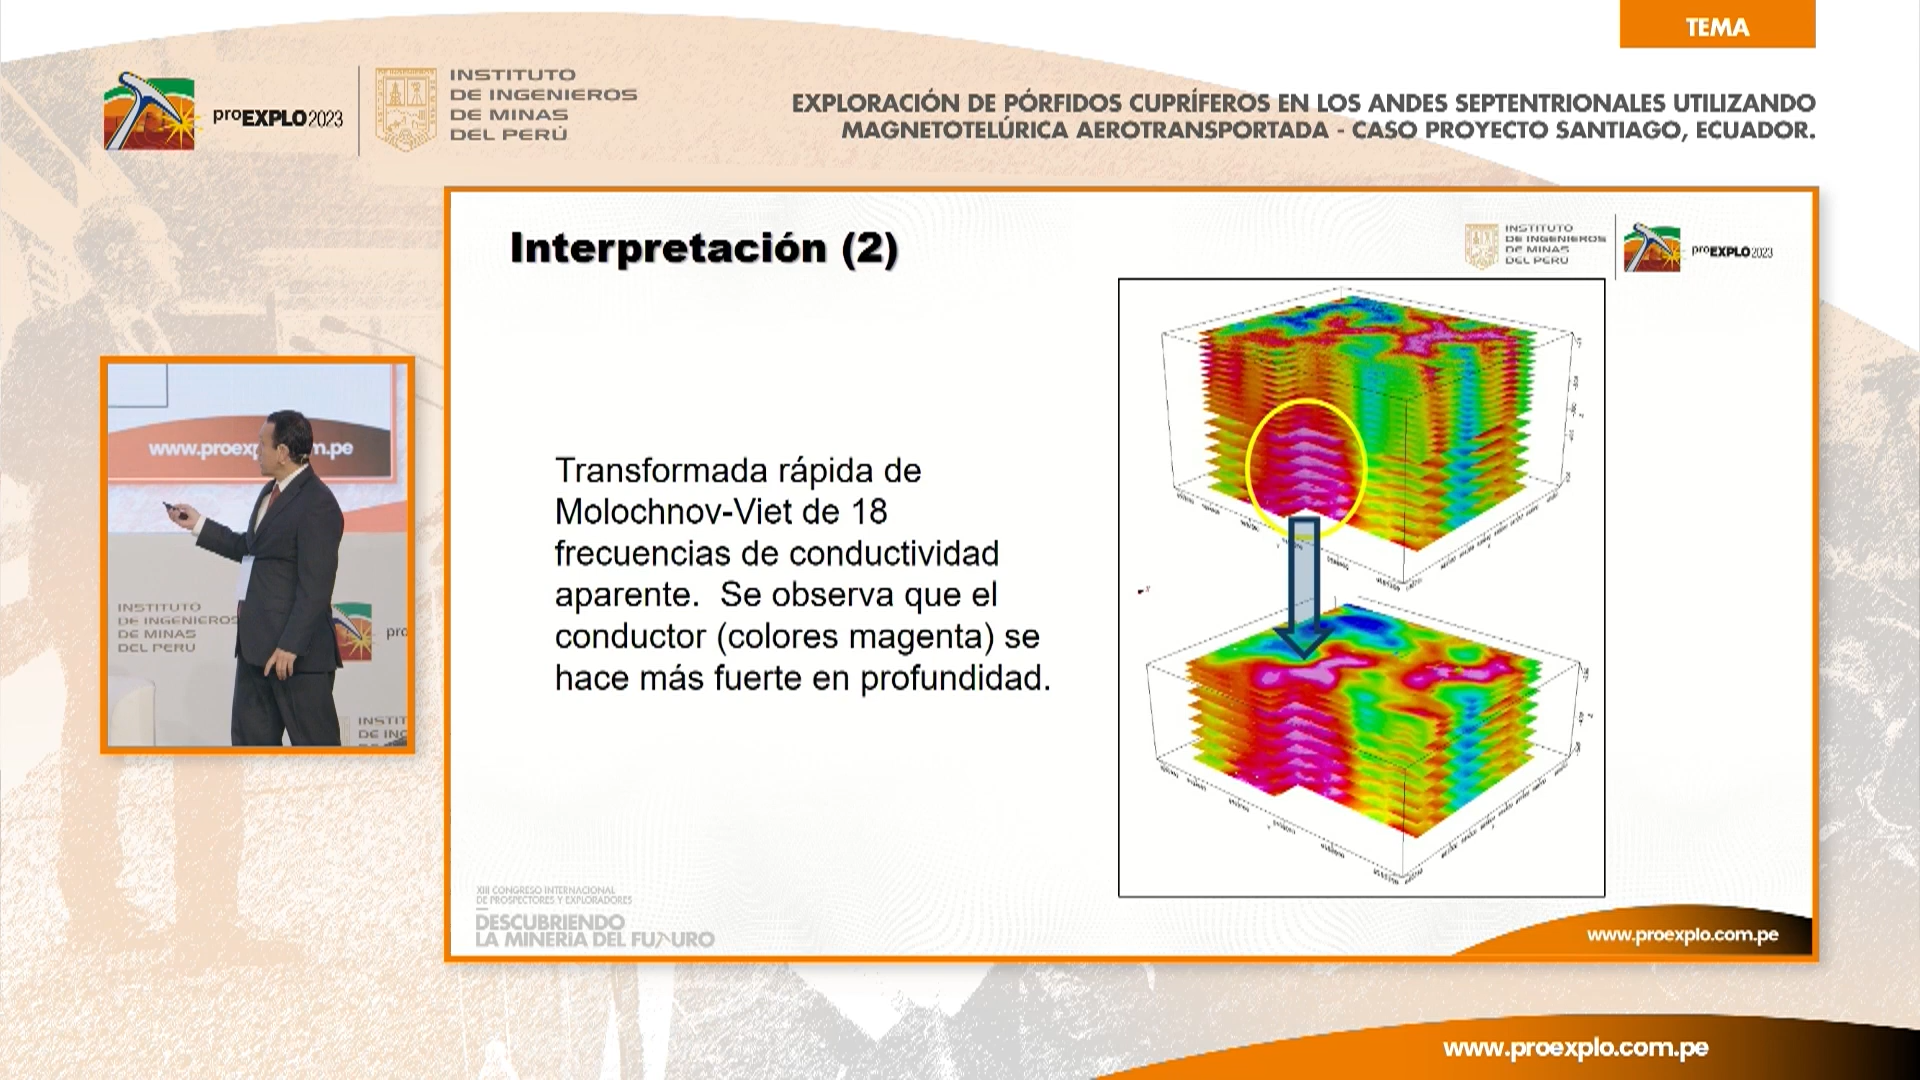 TEMA
proEXPLO2023
INSTITUTO
DE INGENIEROS
DE MINAS
DEL PERÚ
EXPLORACIÓN DE PÓRFIDOS CUPRÍFEROS EN LOS ANDES SEPTENTRIONALES UTILIZANDO
MAGNETOTELÚRICA AEROTRANSPORTADA - CASO PROYECTO SANTIAGO, ECUADOR.
Interpretación (2)
INSTITUTO
DE INGENIEROS
DE MINAS
DEL PERÚ
proEXPLO2023
Transformada rápida de
Molochnov-Viet de 18
frecuencias de conductividad
aparente. Se observa que el
conductor (colores magenta) se
hace más fuerte en profundidad.
www.proexp m.pe
INSTITUTO
DE INGENIEROS
DE MINAS
DEL PERÚ
pro
INSTIT
DE ING
XIII CONGRESO INTERNACIONAL
DE PROSPECTORES Y EXPLORADORES
DESCUBRIENDO
LA MINERÍA DEL FUTURO
www.proexplo.com.pe
www.proexplo.com.pe